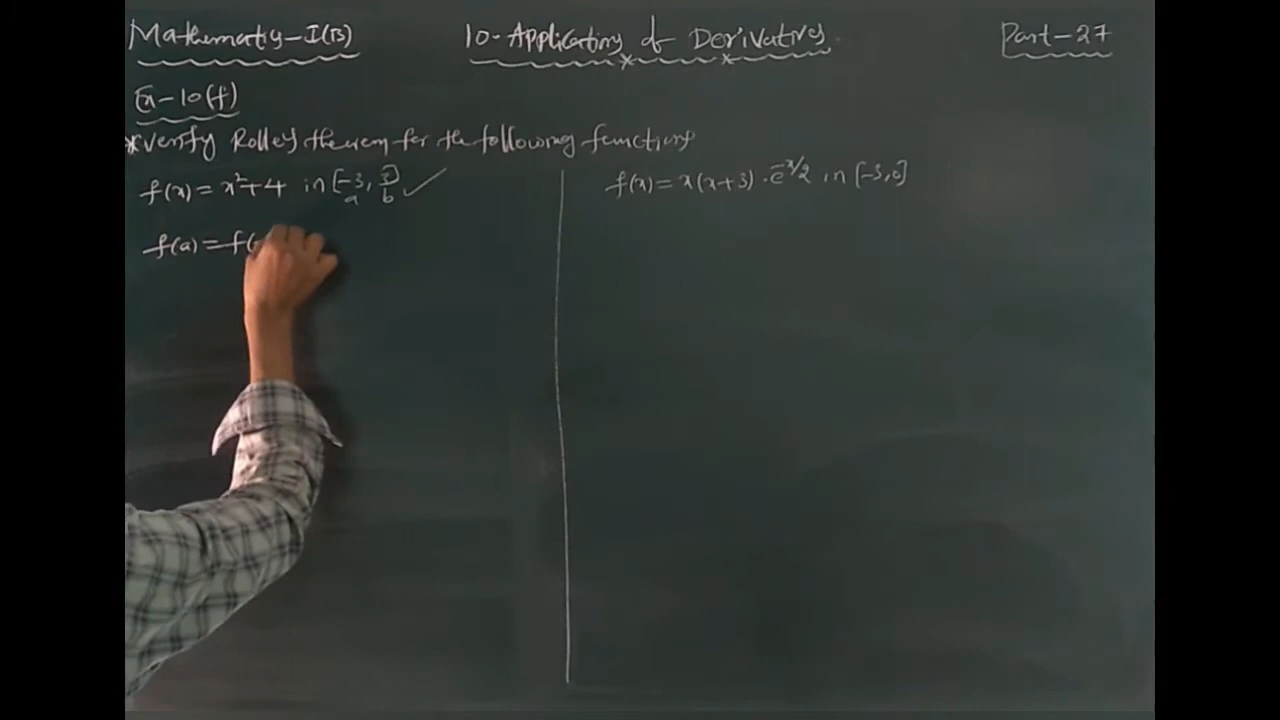 Mathematics-I(B)
10. Applications of Derivatives
Part-27
Ex-10(f)
*Verify Rolle's theorem for the following functions
f(x) = x²+4 in [-3, 3] ✓
a b
f(a) = f(-
f(x) = x(x+3) · e^-x/2 in [-3, 0]